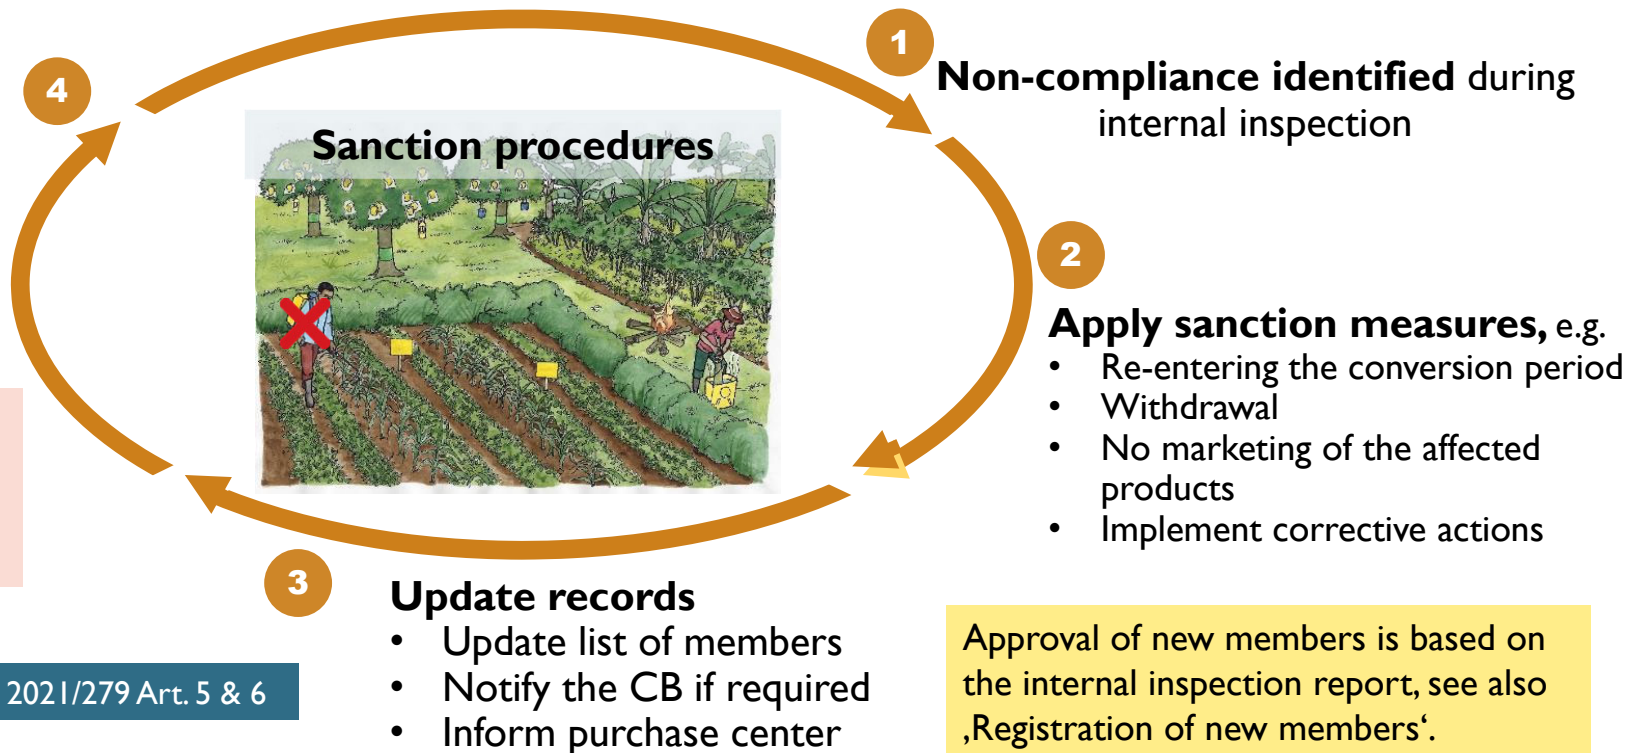 1
Non-compliance identified during
internal inspection
4
Sanction procedures
2
Apply sanction measures, e.g.
• Re-entering the conversion period
• Withdrawal
• No marketing of the affected
products
• Implement corrective actions
3
Update records
• Update list of members
• Notify the CB if required
• Inform purchase center
2021/279 Art. 5 & 6
Approval of new members is based on
the internal inspection report, see also
‚Registration of new members‘.